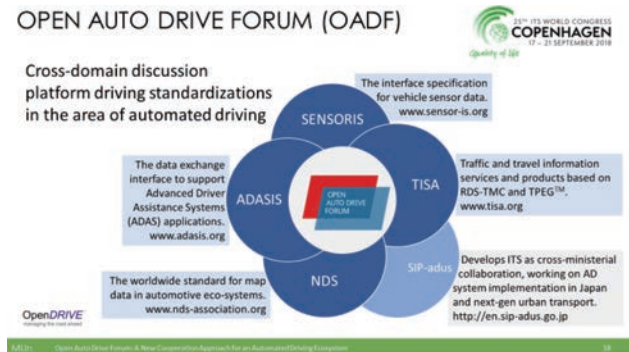 OPEN AUTO DRIVE FORUM (OADF)
25TH ITS WORLD CONGRESS
COPENHAGEN
17 – 21 SEPTEMBER 2018
Quality of life
Cross-domain discussion
platform driving standardizations
in the area of automated driving
The interface specification
for vehicle sensor data.
www.sensor-is.org
SENSORIS
The data exchange
interface to support
Advanced Driver
Assistance Systems
(ADAS) applications.
www.adasis.org
ADASIS
OPEN
AUTO DRIVE
FORUM
TISA
Traffic and travel information
services and products based on
RDS-TMC and TPEG™.
www.tisa.org
SIP-adus
Develops ITS as cross-ministerial
collaboration, working on AD
system implementation in Japan
and next-gen urban transport.
http://en.sip-adus.go.jp
NDS
The worldwide standard for map
data in automotive eco-systems.
www.nds-association.org
OpenDRIVE
managing the road ahead
Open Auto Drive Forum: A New Cooperation Approach for an Automated Driving Ecosystem
18